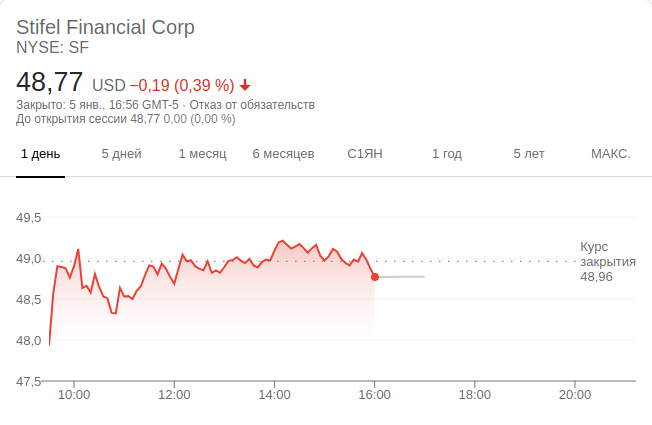 Stifel Financial Corp
NYSE: SF
48,77 USD −0,19 (0,39 %)
Закрыто: 5 янв., 16:56 GMT-5 · Отказ от обязательств
До открытия сессии 48,77 0,00 (0,00 %)
1 день 5 дней 1 месяц 6 месяцев С1ЯН 1 год 5 лет МАКС.
49,5
49,0
48,5
48,0
47,5
Курс
закрытия
48,96
10:00 12:00 14:00 16:00 18:00 20:00